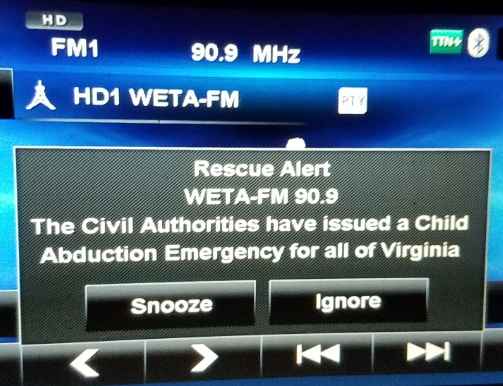 HD
FM1 90.9 MHz TTN+
HD1 WETA-FM PTY
Rescue Alert
WETA-FM 90.9
The Civil Authorities have issued a Child
Abduction Emergency for all of Virginia
Snooze Ignore